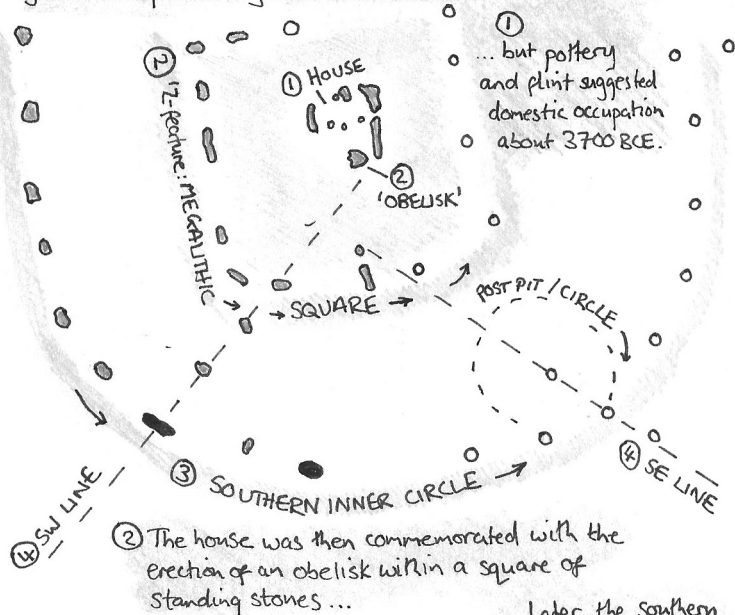 ①
... but pottery
and flint suggested
domestic occupation
about 3700 BCE.
① HOUSE
② 'Z-feature: MEGALITHIC
②
'OBELISK'
→ SQUARE →
POST PIT / CIRCLE
③ SOUTHERN INNER CIRCLE →
④ SW LINE
④ SE LINE
② The house was then commemorated with the
erection of an obelisk within a square of
standing stones ...
Later the Southern